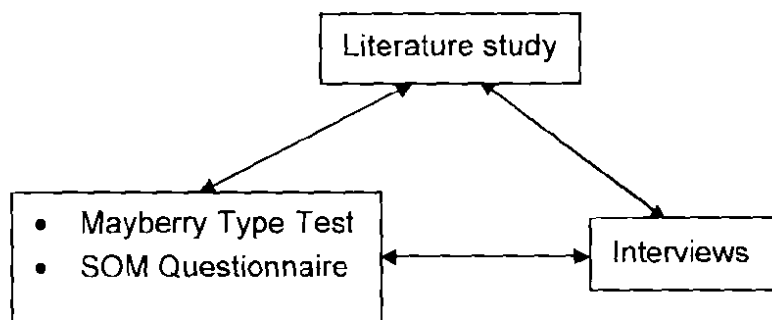 Literature study
• Mayberry Type Test
• SOM Questionnaire
Interviews